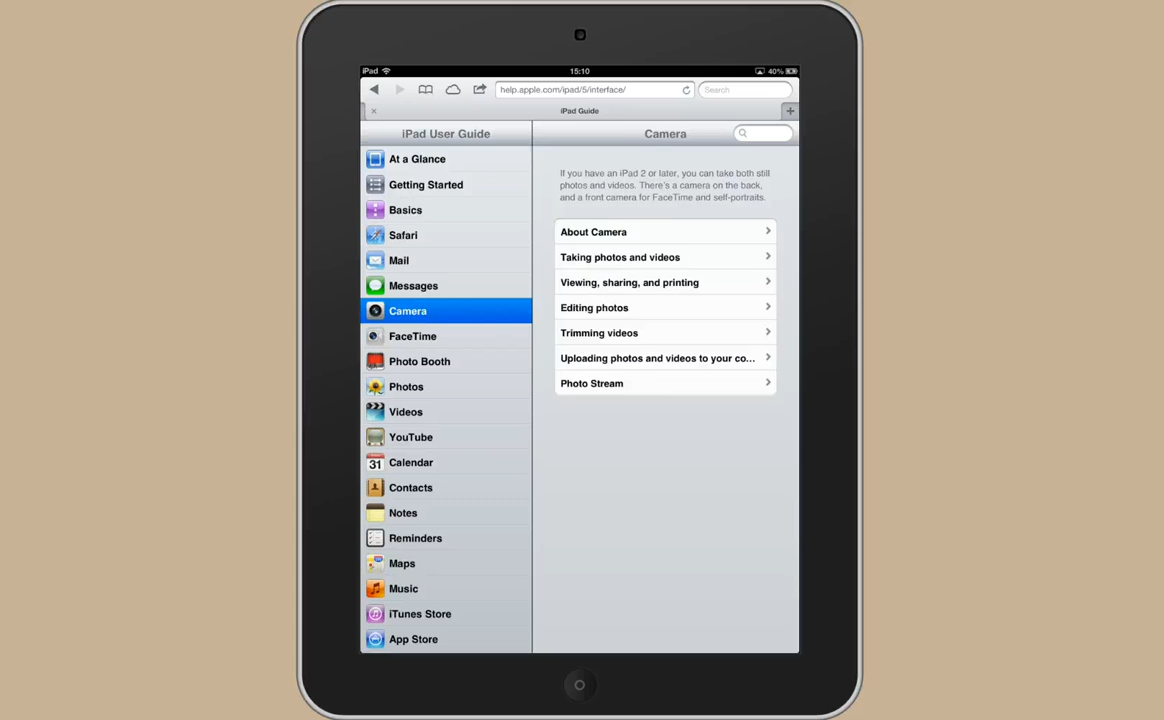 iPad 15:10 40%
help.apple.com/ipad/5/interface/ Search
iPad Guide
iPad User Guide
At a Glance
Getting Started
Basics
Safari
Mail
Messages
Camera
FaceTime
Photo Booth
Photos
Videos
YouTube
31 Calendar
Contacts
Notes
Reminders
Maps
Music
iTunes Store
App Store
Camera
If you have an iPad 2 or later, you can take both still
photos and videos. There's a camera on the back,
and a front camera for FaceTime and self-portraits.
About Camera
Taking photos and videos
Viewing, sharing, and printing
Editing photos
Trimming videos
Uploading photos and videos to your co...
Photo Stream